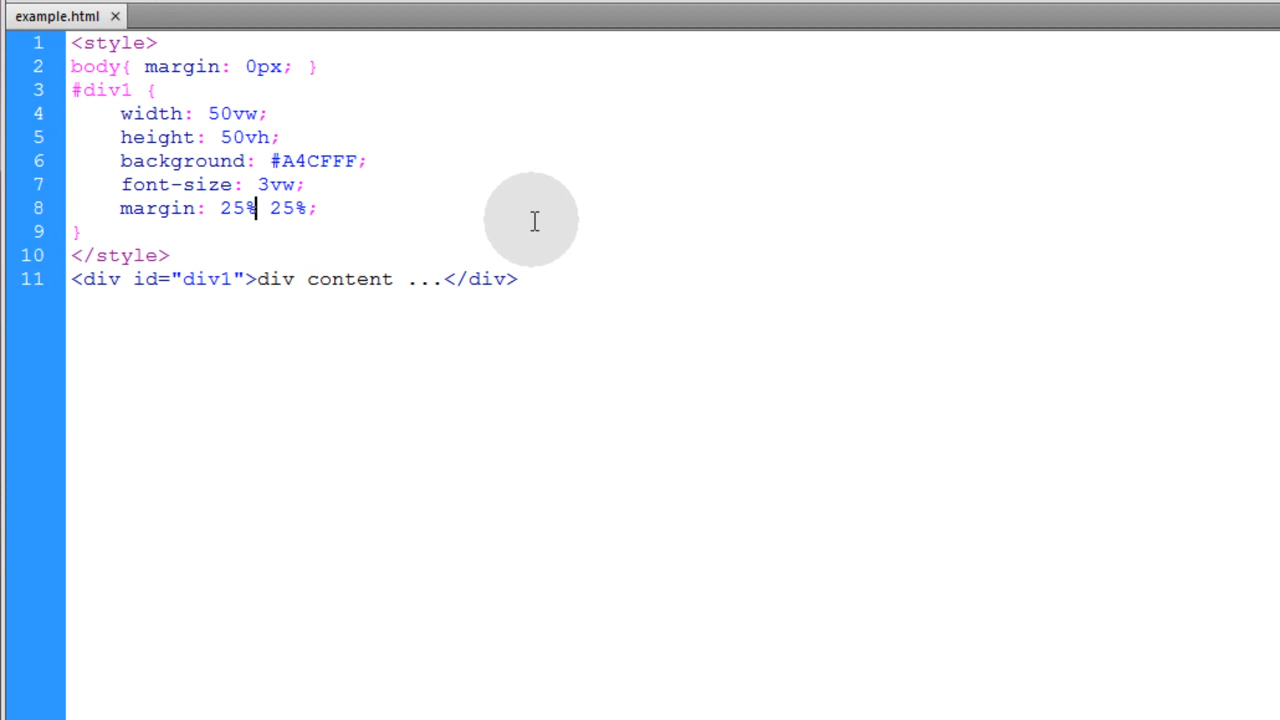 example.html ×
1 <style>
2 body{ margin: 0px; }
3 #div1 {
4     width: 50vw;
5     height: 50vh;
6     background: #A4CFFF;
7     font-size: 3vw;
8     margin: 25% 25%;
9 }
10 </style>
11 <div id="div1">div content ...</div>